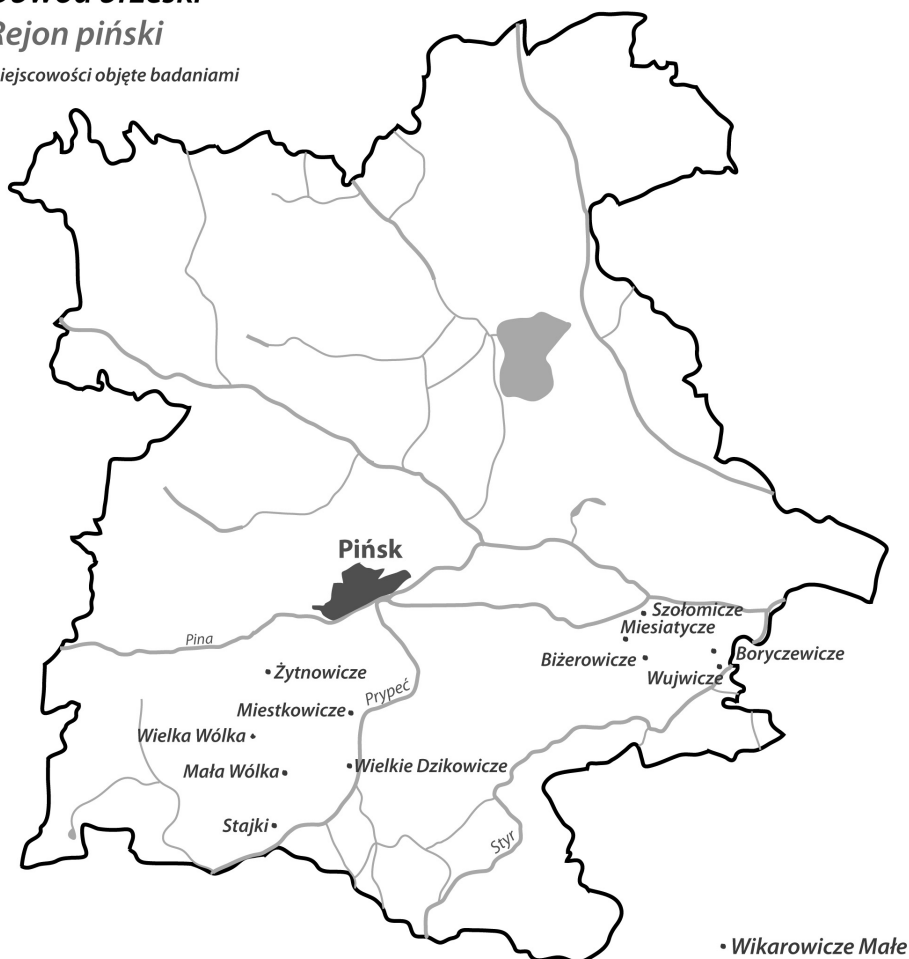 Rejon piński
iejscowości objęte badaniami
Pińsk
Szołomicze
Miesiatycze
Pina
Boryczewicze
Biżerowicze
Żytnowicze
Wujwicze
Prypeć
Miestkowicze
Wielka Wólka
Wielkie Dzikowicze
Mała Wólka
Stajki
Styr
Wikarowicze Małe